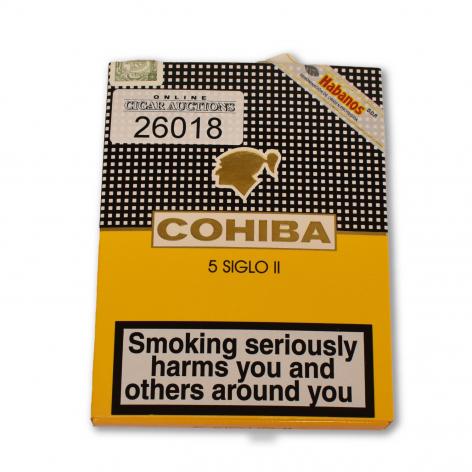 ONLINE
CIGAR AUCTIONS
26018
Habanos
COHIBA
5 SIGLO II
Smoking seriously
harms you and
others around you